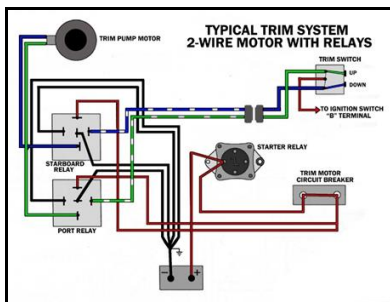 TYPICAL TRIM SYSTEM
2-WIRE MOTOR WITH RELAYS
TRIM PUMP MOTOR
TRIM SWITCH
UP
DOWN
TO IGNITION SWITCH
"B" TERMINAL
STARBOARD
RELAY
STARTER RELAY
TRIM MOTOR
CIRCUIT BREAKER
PORT RELAY
- +